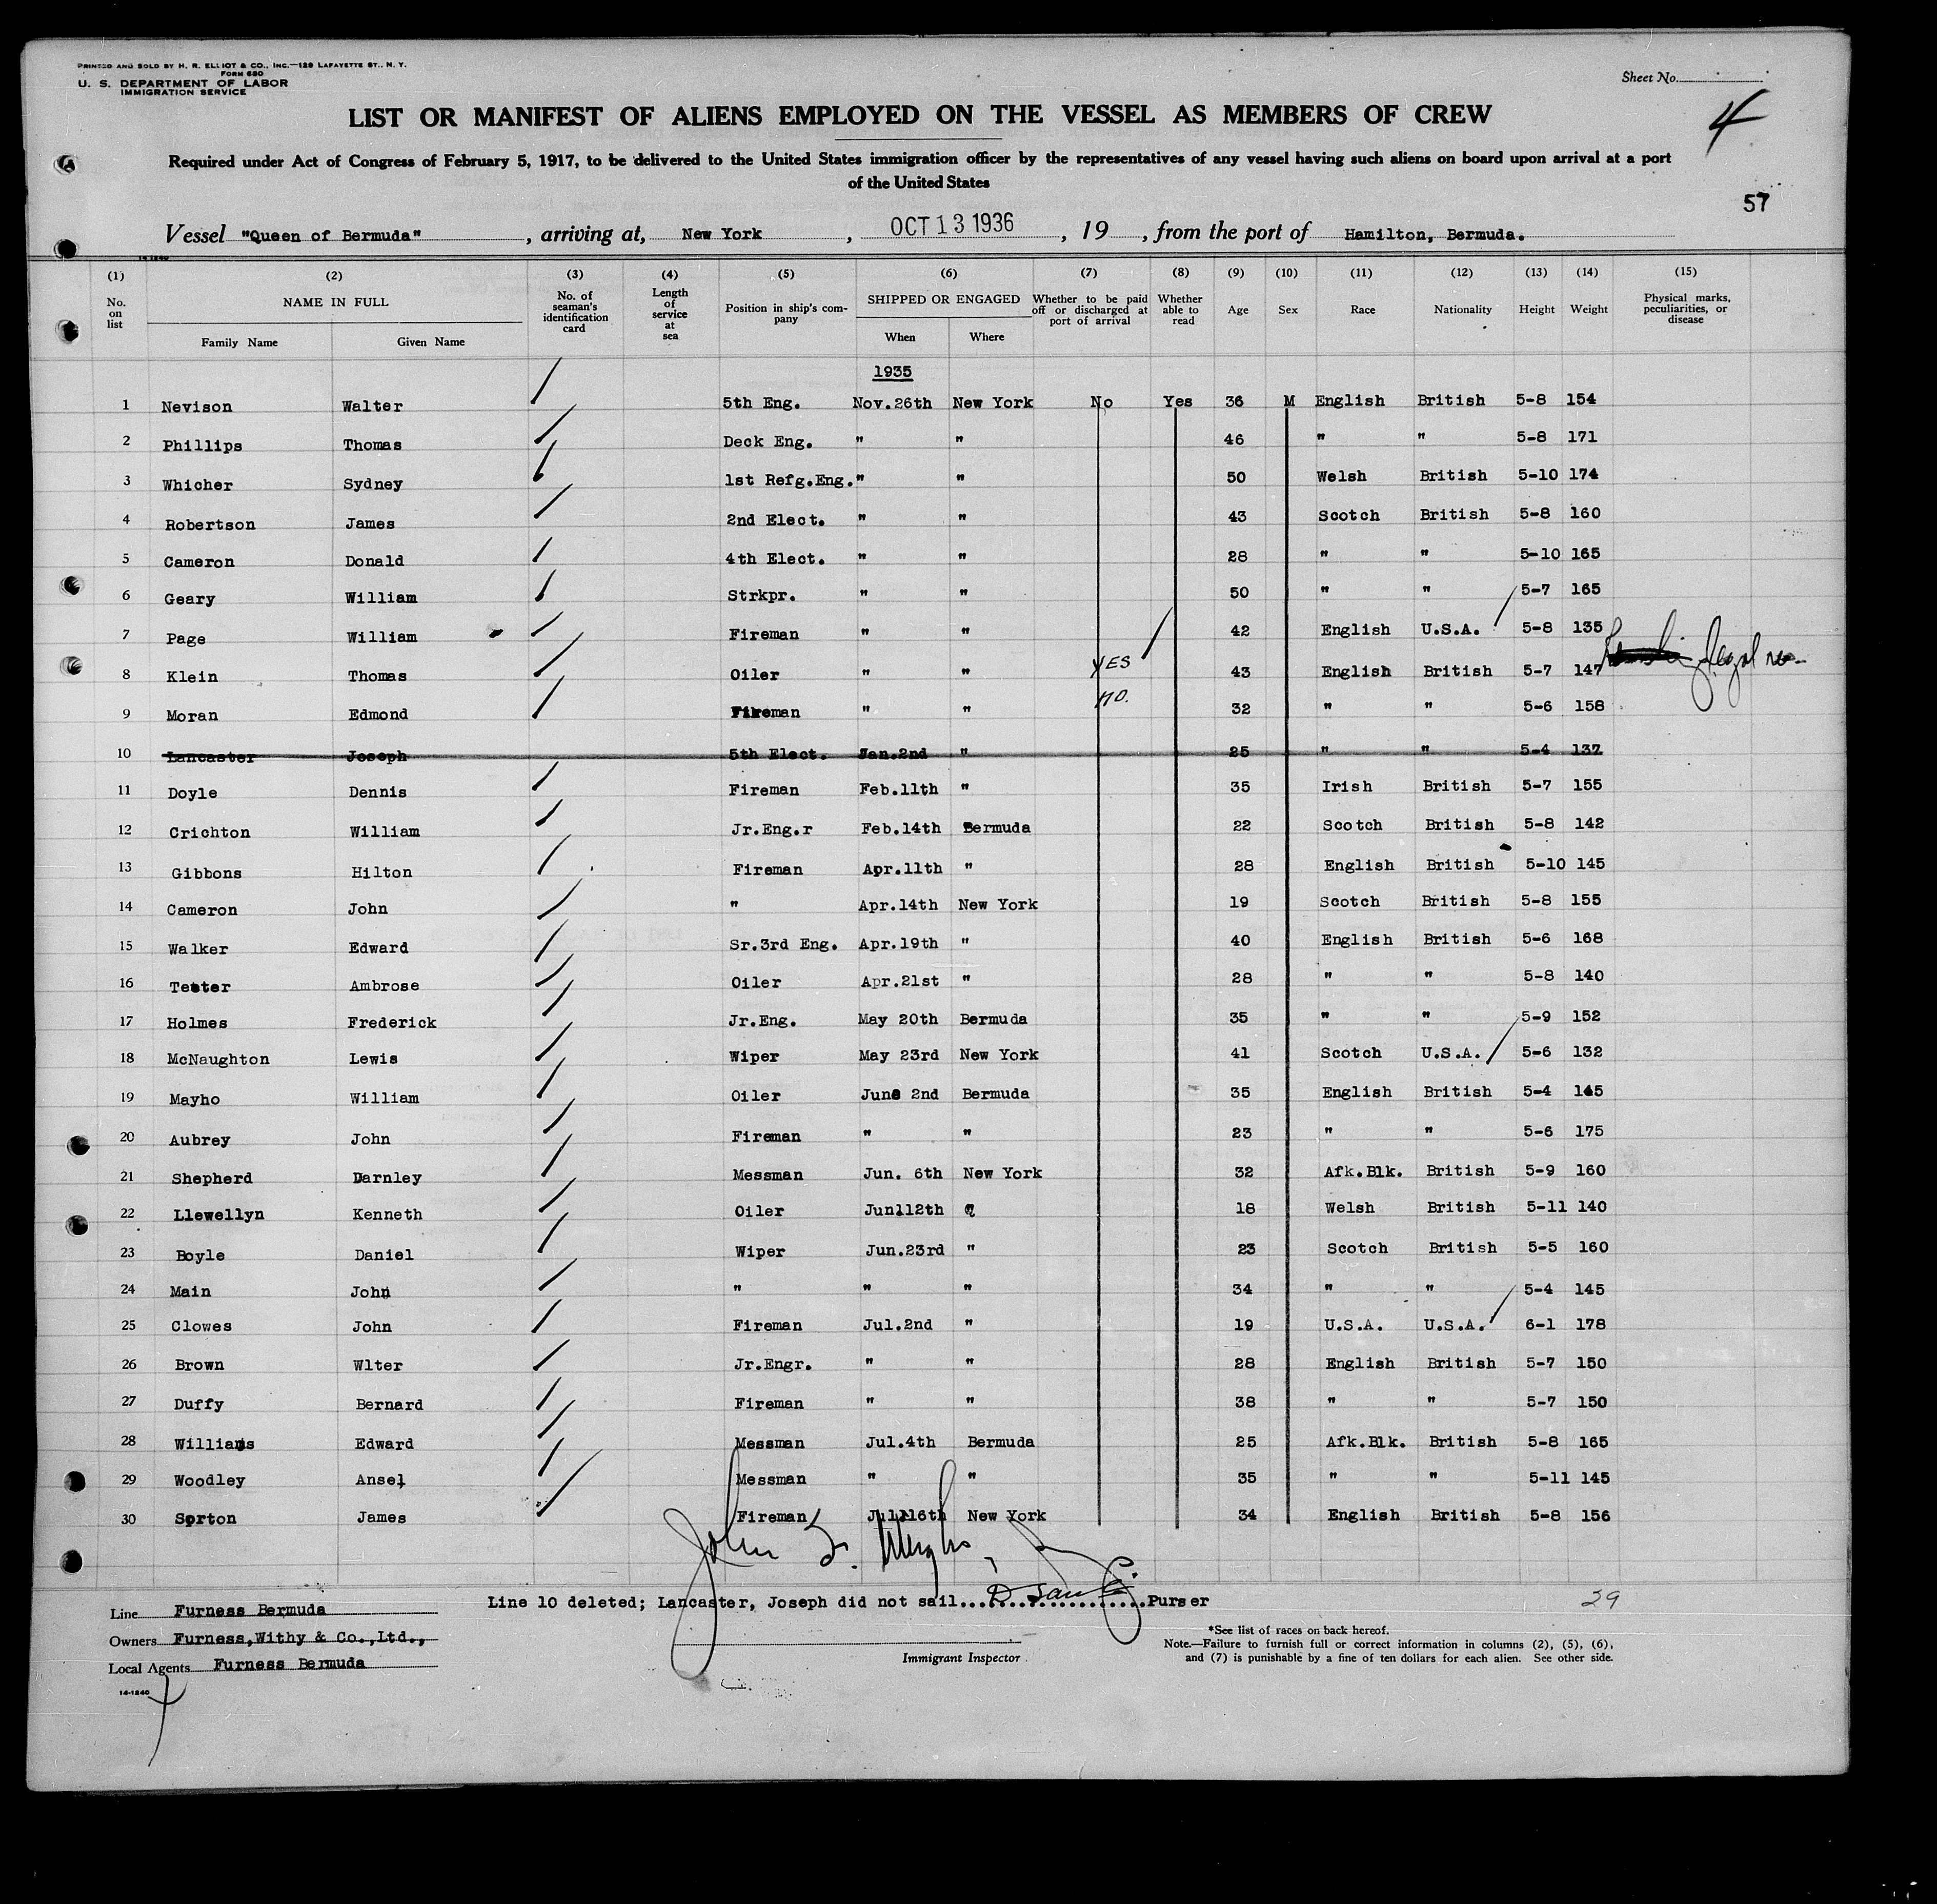 PRINTED AND SOLD BY H. R. ELLIOT & CO., INC.—129 LAFAYETTE ST., N. Y.
FORM 680
U. S. DEPARTMENT OF LABOR
IMMIGRATION SERVICE
Sheet No.
4
LIST OR MANIFEST OF ALIENS EMPLOYED ON THE VESSEL AS MEMBERS OF CREW
Required under Act of Congress of February 5, 1917, to be delivered to the United States immigration officer by the representatives of any vessel having such aliens on board upon arrival at a port
of the United States
57
Vessel "Queen of Bermuda", arriving at, New York, OCT 13 1936, 19, from the port of Hamilton, Bermuda.
14-1240
(1) (2) (3) (4) (5) (6) (7) (8) (9) (10) (11) (12) (13) (14) (15)
No. on list NAME IN FULL Family Name Given Name No. of seaman's identification card Length of service at sea Position in ship's company SHIPPED OR ENGAGED When Where Whether to be paid off or discharged at port of arrival Whether able to read Age Sex Race Nationality Height Weight Physical marks, peculiarities, or disease
1935
1 Nevison Walter 5th Eng. Nov.26th New York No Yes 36 M English British 5-8 154
2 Phillips Thomas Deck Eng. " " 46 " " 5-8 171
3 Whicher Sydney 1st Refg.Eng. " " 50 Welsh British 5-10 174
4 Robertson James 2nd Elect. " " 43 Scotch British 5-8 160
5 Cameron Donald 4th Elect. " " 28 " " 5-10 165
6 Geary William Strkpr. " " 50 " " 5-7 165
7 Page William Fireman " " 42 English U.S.A. 5-8 135
8 Klein Thomas Oiler " " YES 43 English British 5-7 147 legal res-
9 Moran Edmond Fireman " " NO. 32 " " 5-6 158
10 Lancaster Joseph 5th Elect. Jan.2nd " 25 " " 5-4 137
11 Doyle Dennis Fireman Feb.11th " 35 Irish British 5-7 155
12 Crichton William Jr.Eng.r Feb.14th Bermuda 22 Scotch British 5-8 142
13 Gibbons Hilton Fireman Apr.11th " 28 English British 5-10 145
14 Cameron John " Apr.14th New York 19 Scotch British 5-8 155
15 Walker Edward Sr.3rd Eng. Apr.19th " 40 English British 5-6 168
16 Tester Ambrose Oiler Apr.21st " 28 " " 5-8 140
17 Holmes Frederick Jr.Eng. May 20th Bermuda 35 " " 5-9 152
18 McNaughton Lewis Wiper May 23rd New York 41 Scotch U.S.A. 5-6 132
19 Mayho William Oiler June 2nd Bermuda 35 English British 5-4 145
20 Aubrey John Fireman " " 23 " " 5-6 175
21 Shepherd Darnley Messman Jun. 6th New York 32 Afk.Blk. British 5-9 160
22 Llewellyn Kenneth Oiler Jun.12th " 18 Welsh British 5-11 140
23 Boyle Daniel Wiper Jun.23rd " 23 Scotch British 5-5 160
24 Main John " " " 34 " " 5-4 145
25 Clowes John Fireman Jul.2nd " 19 U.S.A. U.S.A. 6-1 178
26 Brown Wlter Jr.Engr. " " 28 English British 5-7 150
27 Duffy Bernard Fireman " " 38 " " 5-7 150
28 Williams Edward Messman Jul.4th Bermuda 25 Afk.Blk. British 5-8 165
29 Woodley Ansel Messman " " 35 " " 5-11 145
30 Sorton James Fireman Jul.16th New York 34 English British 5-8 156
John
Line 10 deleted; Lancaster, Joseph did not sail....................Purser
29
Line Furness Bermuda
Owners Furness,Withy & Co.,Ltd.,
Local Agents Furness Bermuda
14-1240
Immigrant Inspector
*See list of races on back hereof.
Note.—Failure to furnish full or correct information in columns (2), (5), (6),
and (7) is punishable by a fine of ten dollars for each alien. See other side.